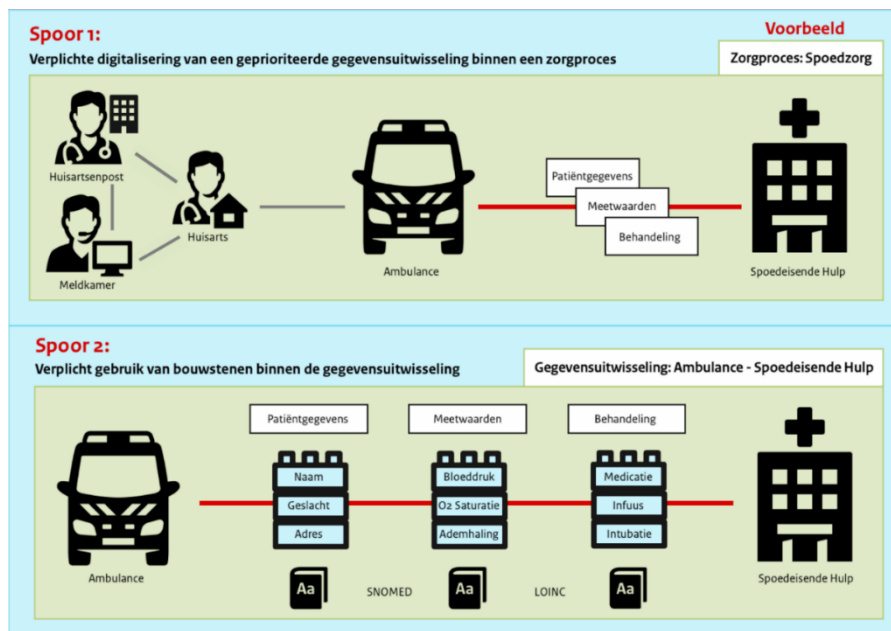 Spoor 1:
Voorbeeld
Verplichte digitalisering van een geprioriteerde gegevensuitwisseling binnen een zorgproces
Zorgproces: Spoedzorg
Huisartsenpost
Huisarts
Meldkamer
Ambulance
Patiëntgegevens
Meetwaarden
Behandeling
Spoedeisende Hulp
Spoor 2:
Verplicht gebruik van bouwstenen binnen de gegevensuitwisseling
Gegevensuitwisseling: Ambulance - Spoedeisende Hulp
Patiëntgegevens
Meetwaarden
Behandeling
Naam
Geslacht
Adres
Bloeddruk
O2 Saturatie
Ademhaling
Medicatie
Infuus
Intubatie
Ambulance
Spoedeisende Hulp
Aa
SNOMED
Aa
LOINC
Aa